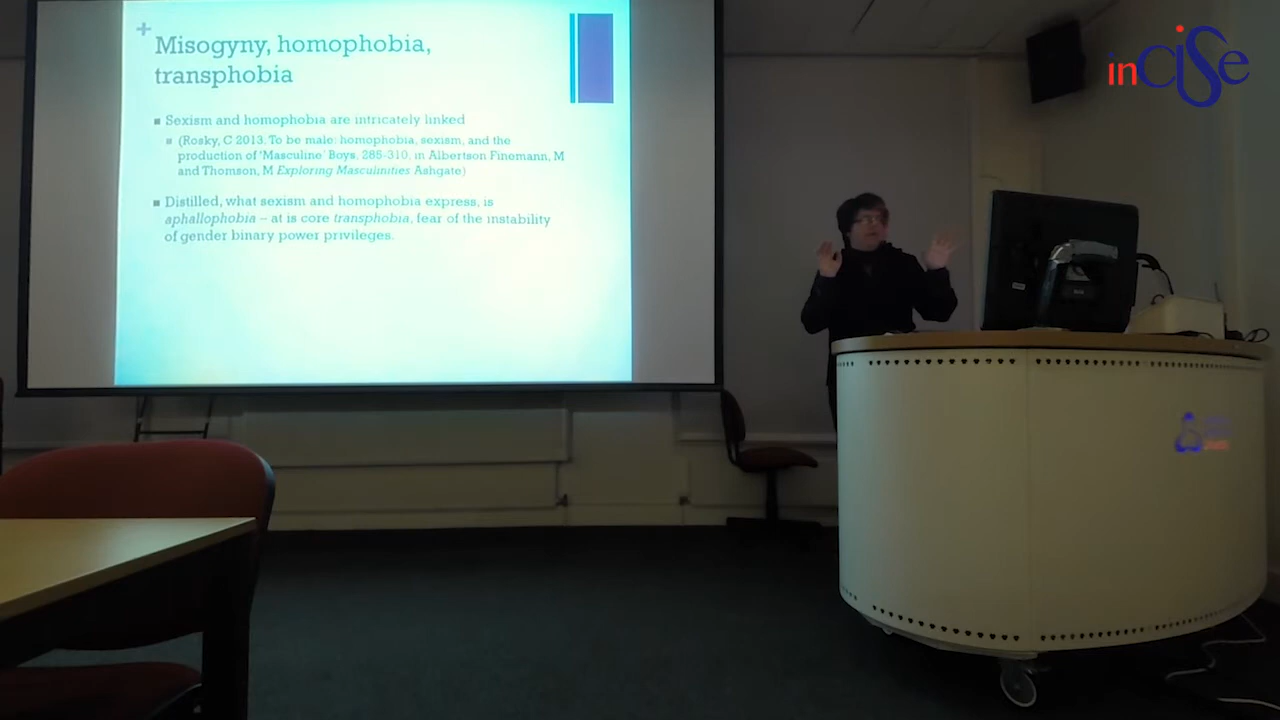 inCiSe
+
Misogyny, homophobia,
transphobia
Sexism and homophobia are intricately linked
(Rosky, C 2013. To be male: homophobia, sexism, and the
production of 'Masculine' Boys, 285-310, in Albertson Finemann, M
and Thomson, M Exploring Masculinities Ashgate)
Distilled, what sexism and homophobia express, is
aphallophobia – at is core transphobia, fear of the instability
of gender binary power privileges.